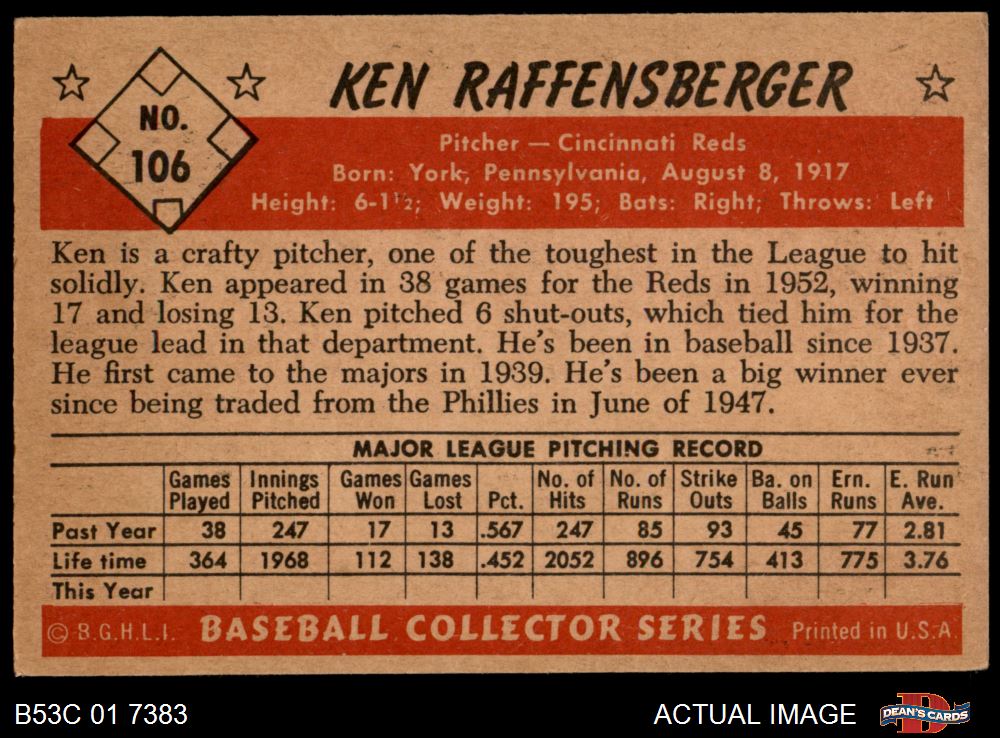 KEN RAFFENSBERGER
NO.
106
Pitcher — Cincinnati Reds
Born: York, Pennsylvania, August 8, 1917
Height: 6-1½; Weight: 195; Bats: Right; Throws: Left
Ken is a crafty pitcher, one of the toughest in the League to hit
solidly. Ken appeared in 38 games for the Reds in 1952, winning
17 and losing 13. Ken pitched 6 shut-outs, which tied him for the
league lead in that department. He's been in baseball since 1937.
He first came to the majors in 1939. He's been a big winner ever
since being traded from the Phillies in June of 1947.
MAJOR LEAGUE PITCHING RECORD
Games Played Innings Pitched Games Won Games Lost Pct. No. of Hits No. of Runs Strike Outs Ba. on Balls Ern. Runs E. Run Ave.
Past Year 38 247 17 13 .567 247 85 93 45 77 2.81
Life time 364 1968 112 138 .452 2052 896 754 413 775 3.76
This Year
© B.G.H.L.I. BASEBALL COLLECTOR SERIES Printed in U.S.A.
B53C 01 7383 ACTUAL IMAGE D DEAN'S CARDS